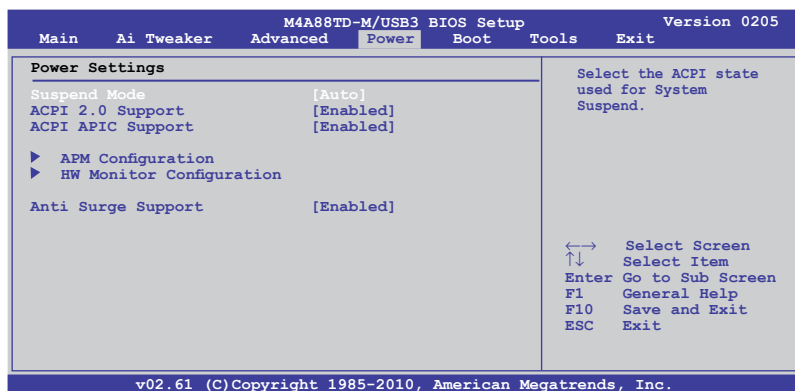 M4A88TD-M/USB3 BIOS Setup Version 0205
Main Ai Tweaker Advanced Power Boot Tools Exit
Power Settings
Suspend Mode [Auto]
ACPI 2.0 Support [Enabled]
ACPI APIC Support [Enabled]
▶ APM Configuration
▶ HW Monitor Configuration
Anti Surge Support [Enabled]
Select the ACPI state
used for System
Suspend.
←→ Select Screen
↑↓ Select Item
Enter Go to Sub Screen
F1 General Help
F10 Save and Exit
ESC Exit
v02.61 (C)Copyright 1985-2010, American Megatrends, Inc.